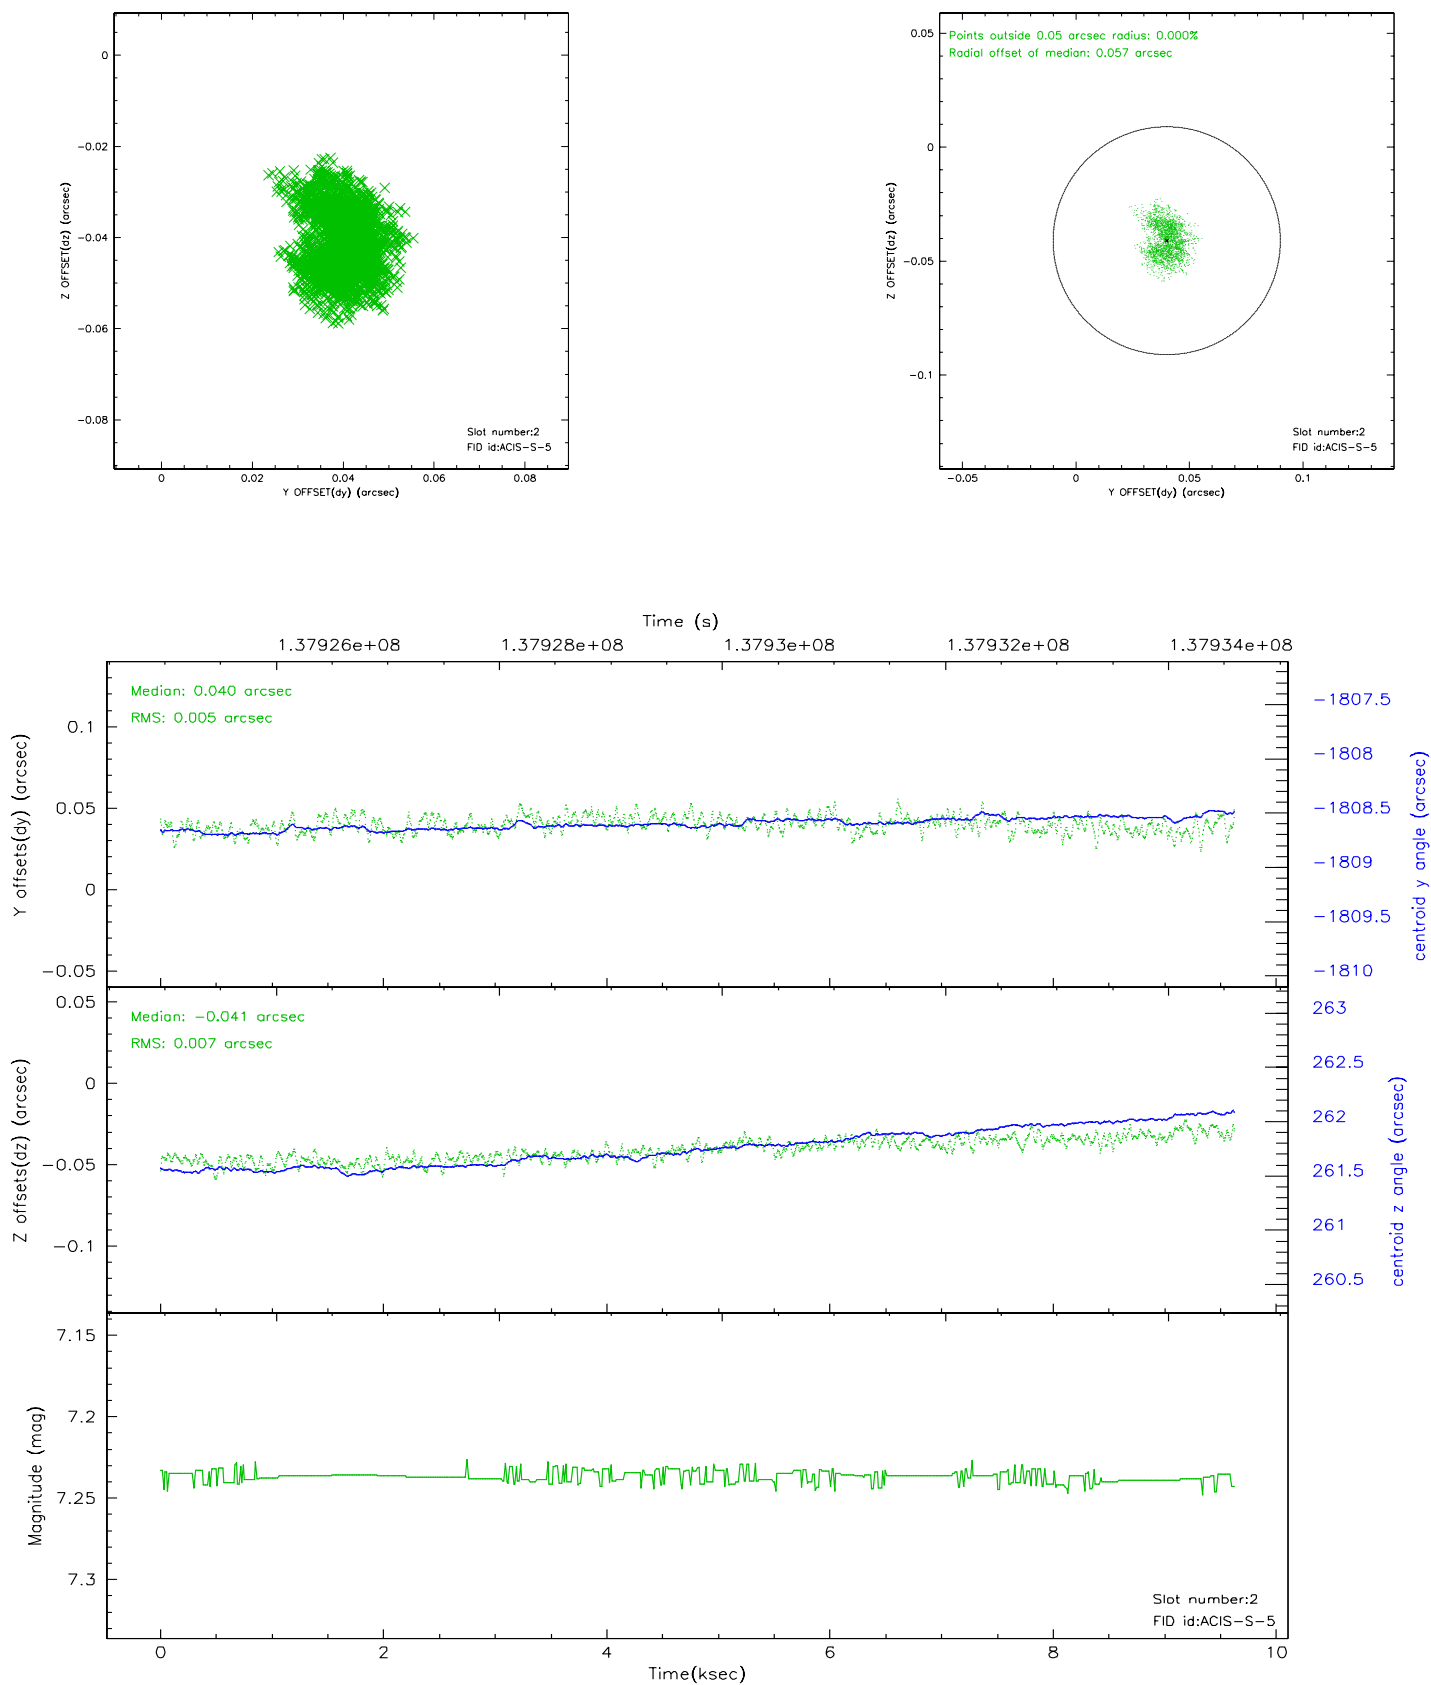 0
-0.02
-0.04
-0.06
-0.08
Z OFFSET(dz) (arcsec)
Slot number:2
FID id:ACIS-S-5
0 0.02 0.04 0.06 0.08
Y OFFSET(dy) (arcsec)
Points outside 0.05 arcsec radius: 0.000%
Radial offset of median: 0.057 arcsec
0.05
0
-0.05
-0.1
Z OFFSET(dz) (arcsec)
Slot number:2
FID id:ACIS-S-5
-0.05 0 0.05 0.1
Y OFFSET(dy) (arcsec)
Time (s)
1.37926e+08 1.37928e+08 1.3793e+08 1.37932e+08 1.37934e+08
Median: 0.040 arcsec
RMS: 0.005 arcsec
0.1
0.05
0
-0.05
Y offsets(dy) (arcsec)
-1807.5
-1808
-1808.5
-1809
-1809.5
-1810
centroid y angle (arcsec)
Median: -0.041 arcsec
RMS: 0.007 arcsec
0.05
0
-0.05
-0.1
Z offsets(dz) (arcsec)
263
262.5
262
261.5
261
260.5
centroid z angle (arcsec)
7.15
7.2
7.25
7.3
Magnitude (mag)
Slot number:2
FID id:ACIS-S-5
0 2 4 6 8 10
Time(ksec)